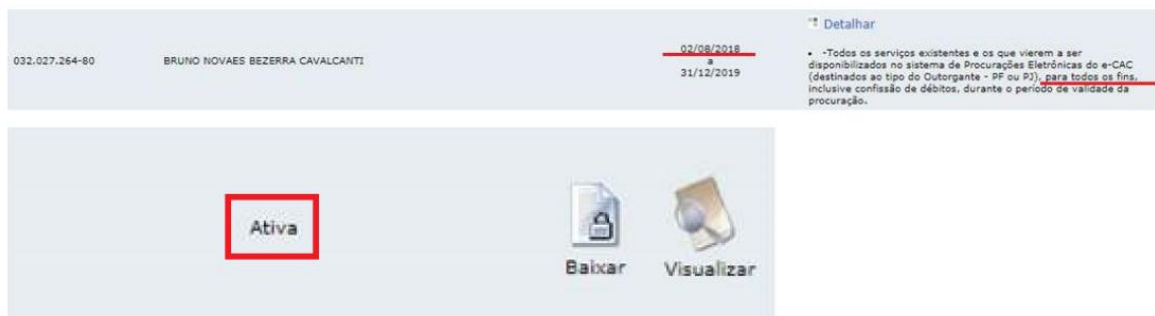 032.027.264-80 BRUNO NOVAES BEZERRA CAVALCANTI
02/08/2018
a
31/12/2019
Detalhar
• -Todos os serviços existentes e os que vierem a ser
disponibilizados no sistema de Procurações Eletrônicas do e-CAC
(destinados ao tipo do Outorgante - PF ou PJ), para todos os fins,
inclusive confissão de débitos, durante o período de validade da
procuração.
Ativa
Baixar Visualizar